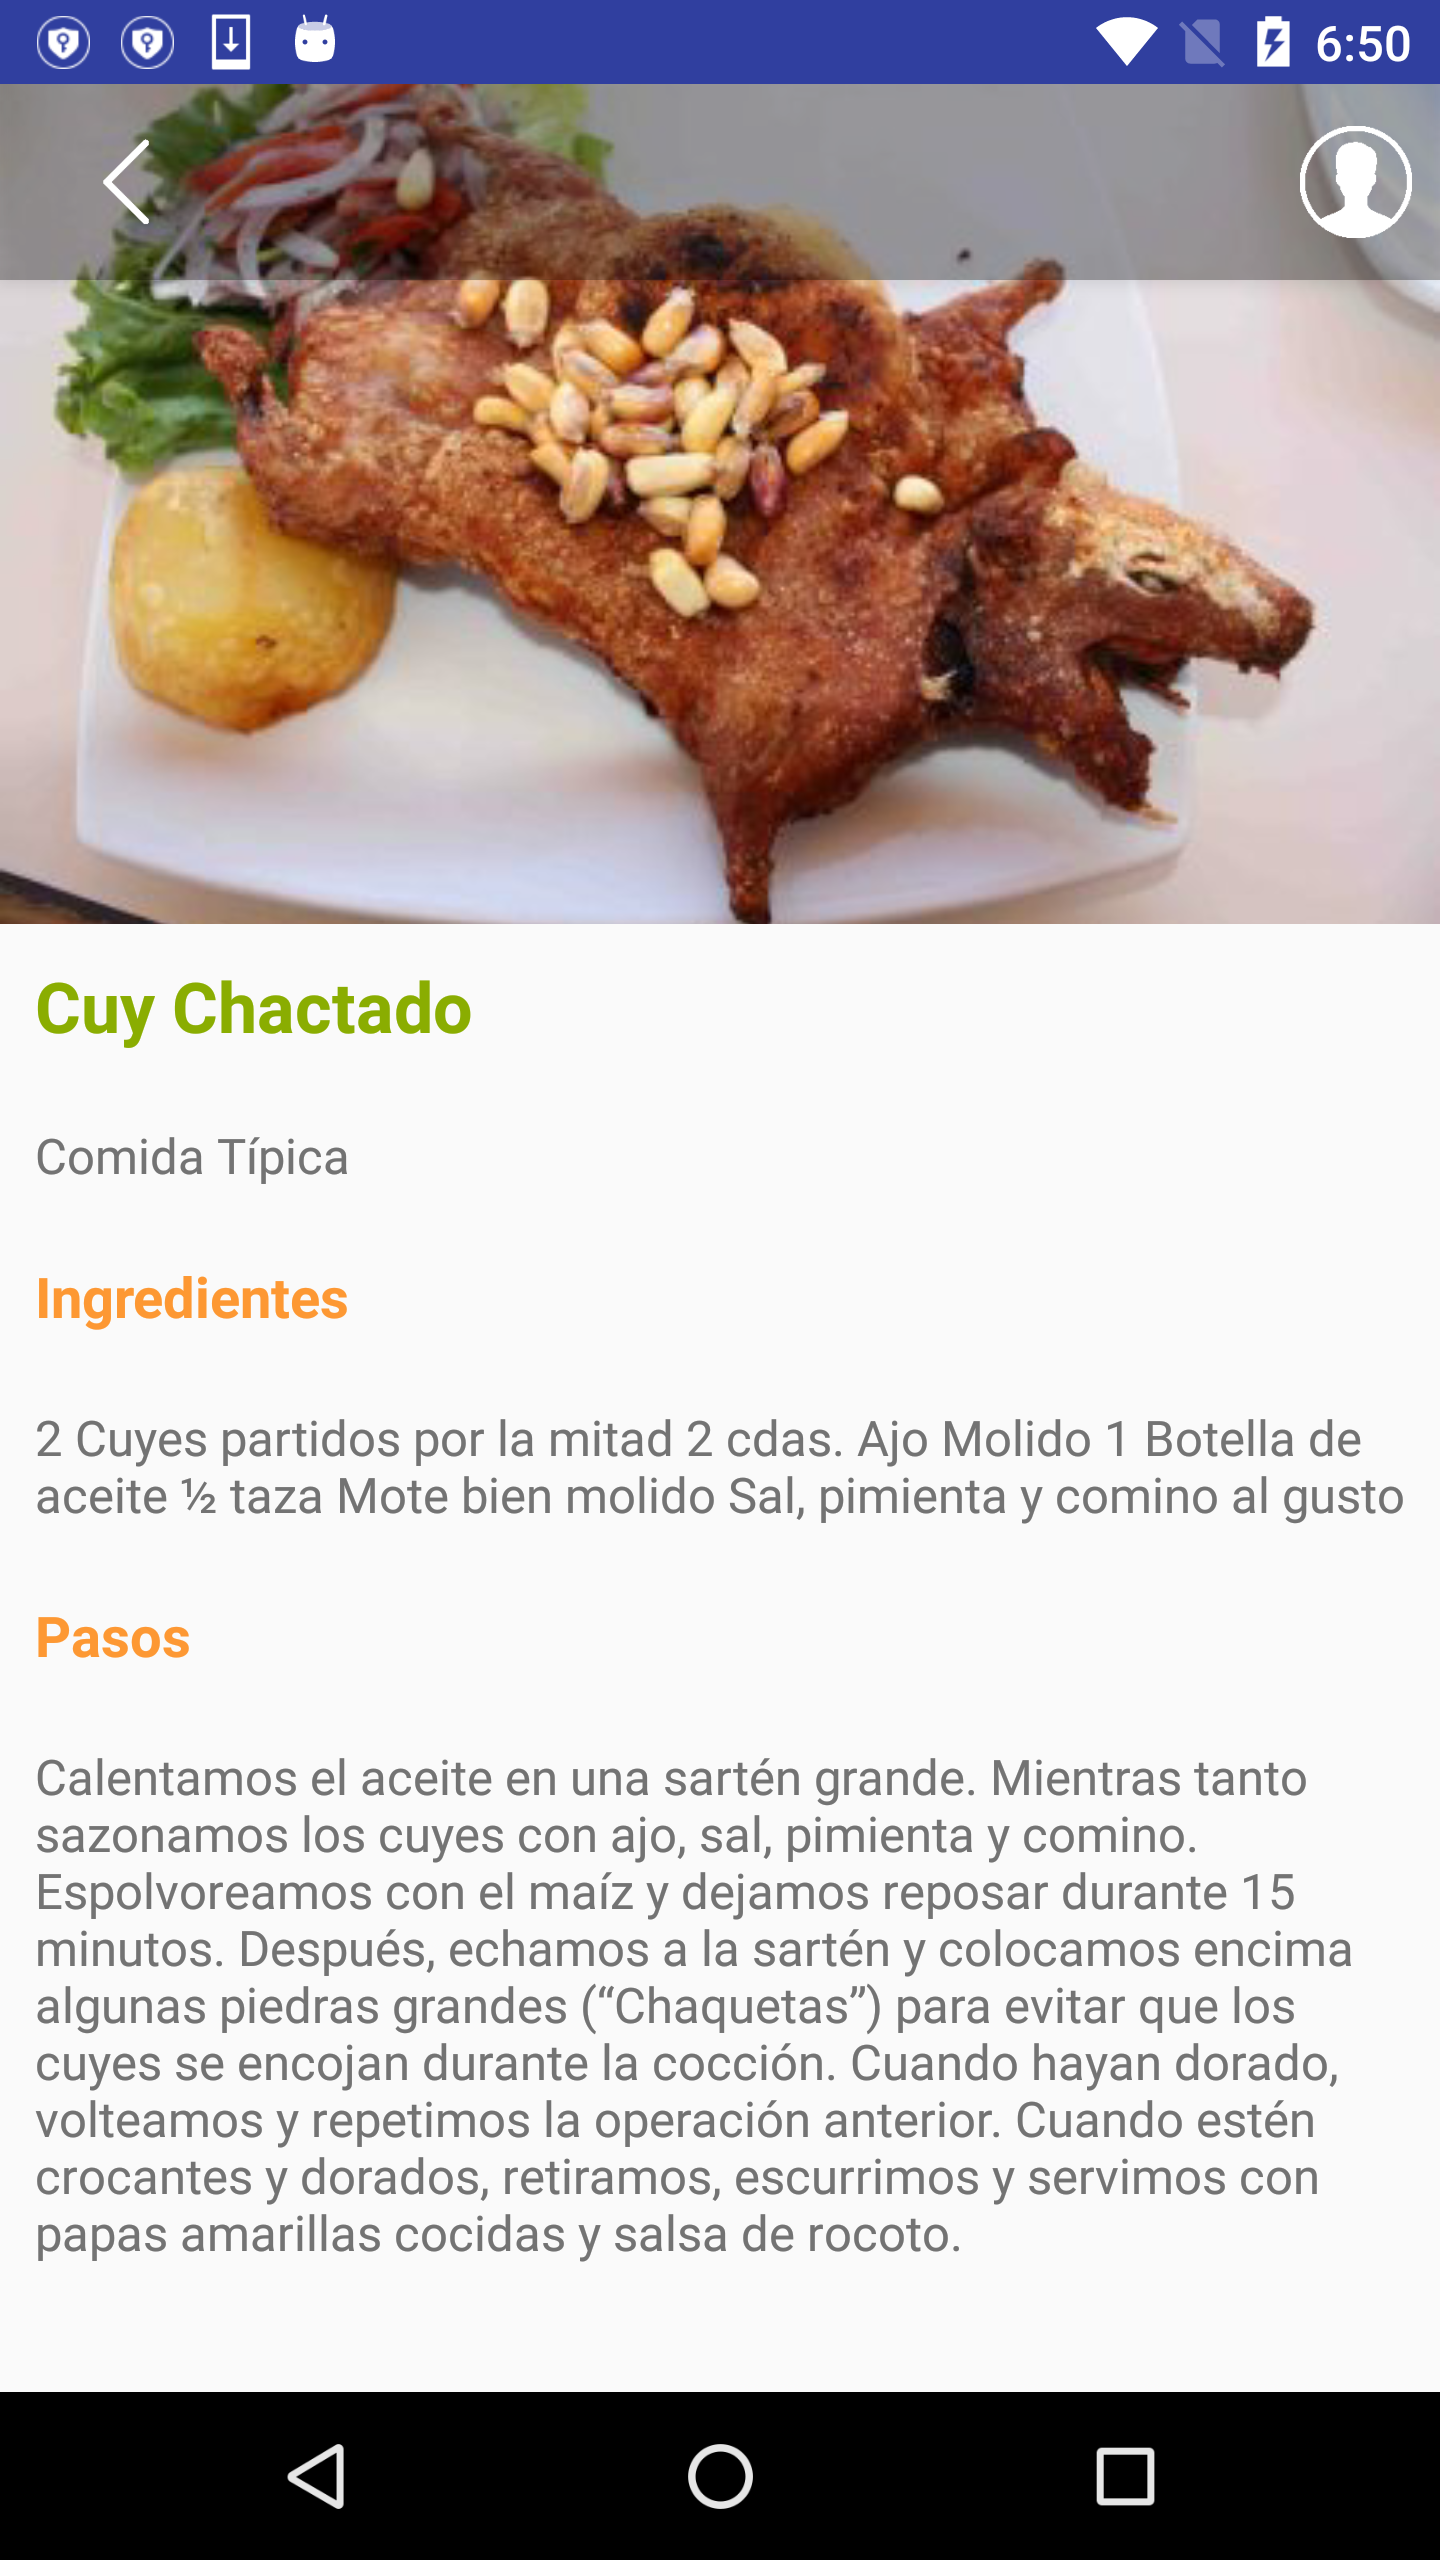 6:50
Cuy Chactado
Comida Típica
Ingredientes
2 Cuyes partidos por la mitad 2 cdas. Ajo Molido 1 Botella de
aceite ½ taza Mote bien molido Sal, pimienta y comino al gusto
Pasos
Calentamos el aceite en una sartén grande. Mientras tanto
sazonamos los cuyes con ajo, sal, pimienta y comino.
Espolvoreamos con el maíz y dejamos reposar durante 15
minutos. Después, echamos a la sartén y colocamos encima
algunas piedras grandes (“Chaquetas”) para evitar que los
cuyes se encojan durante la cocción. Cuando hayan dorado,
volteamos y repetimos la operación anterior. Cuando estén
crocantes y dorados, retiramos, escurrimos y servimos con
papas amarillas cocidas y salsa de rocoto.